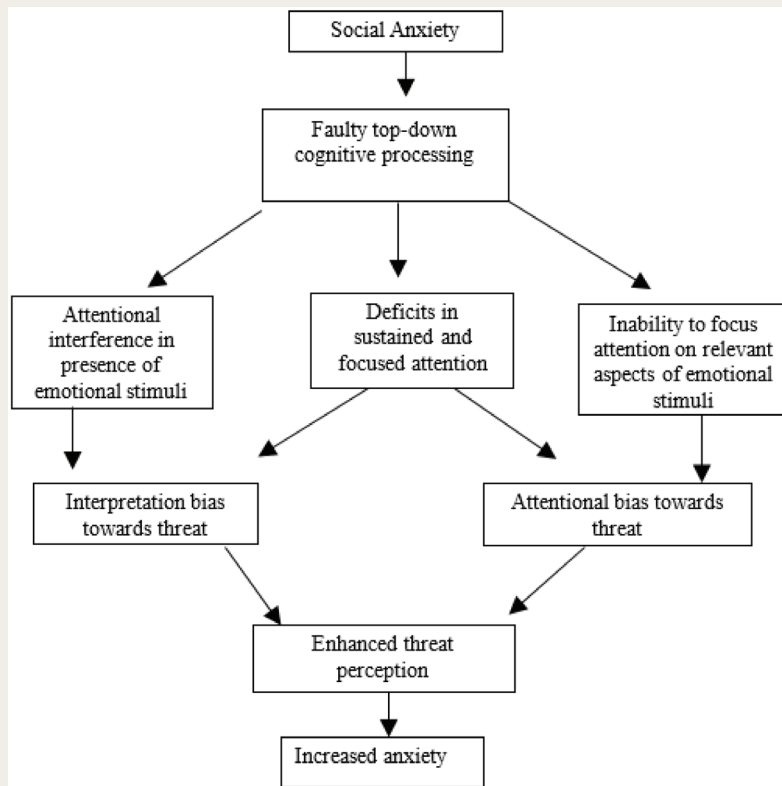 Social Anxiety
Faulty top-down
cognitive processing
Attentional
interference in
presence of
emotional stimuli
Deficits in
sustained and
focused attention
Inability to focus
attention on relevant
aspects of emotional
stimuli
Interpretation bias
towards threat
Attentional bias towards
threat
Enhanced threat
perception
Increased anxiety